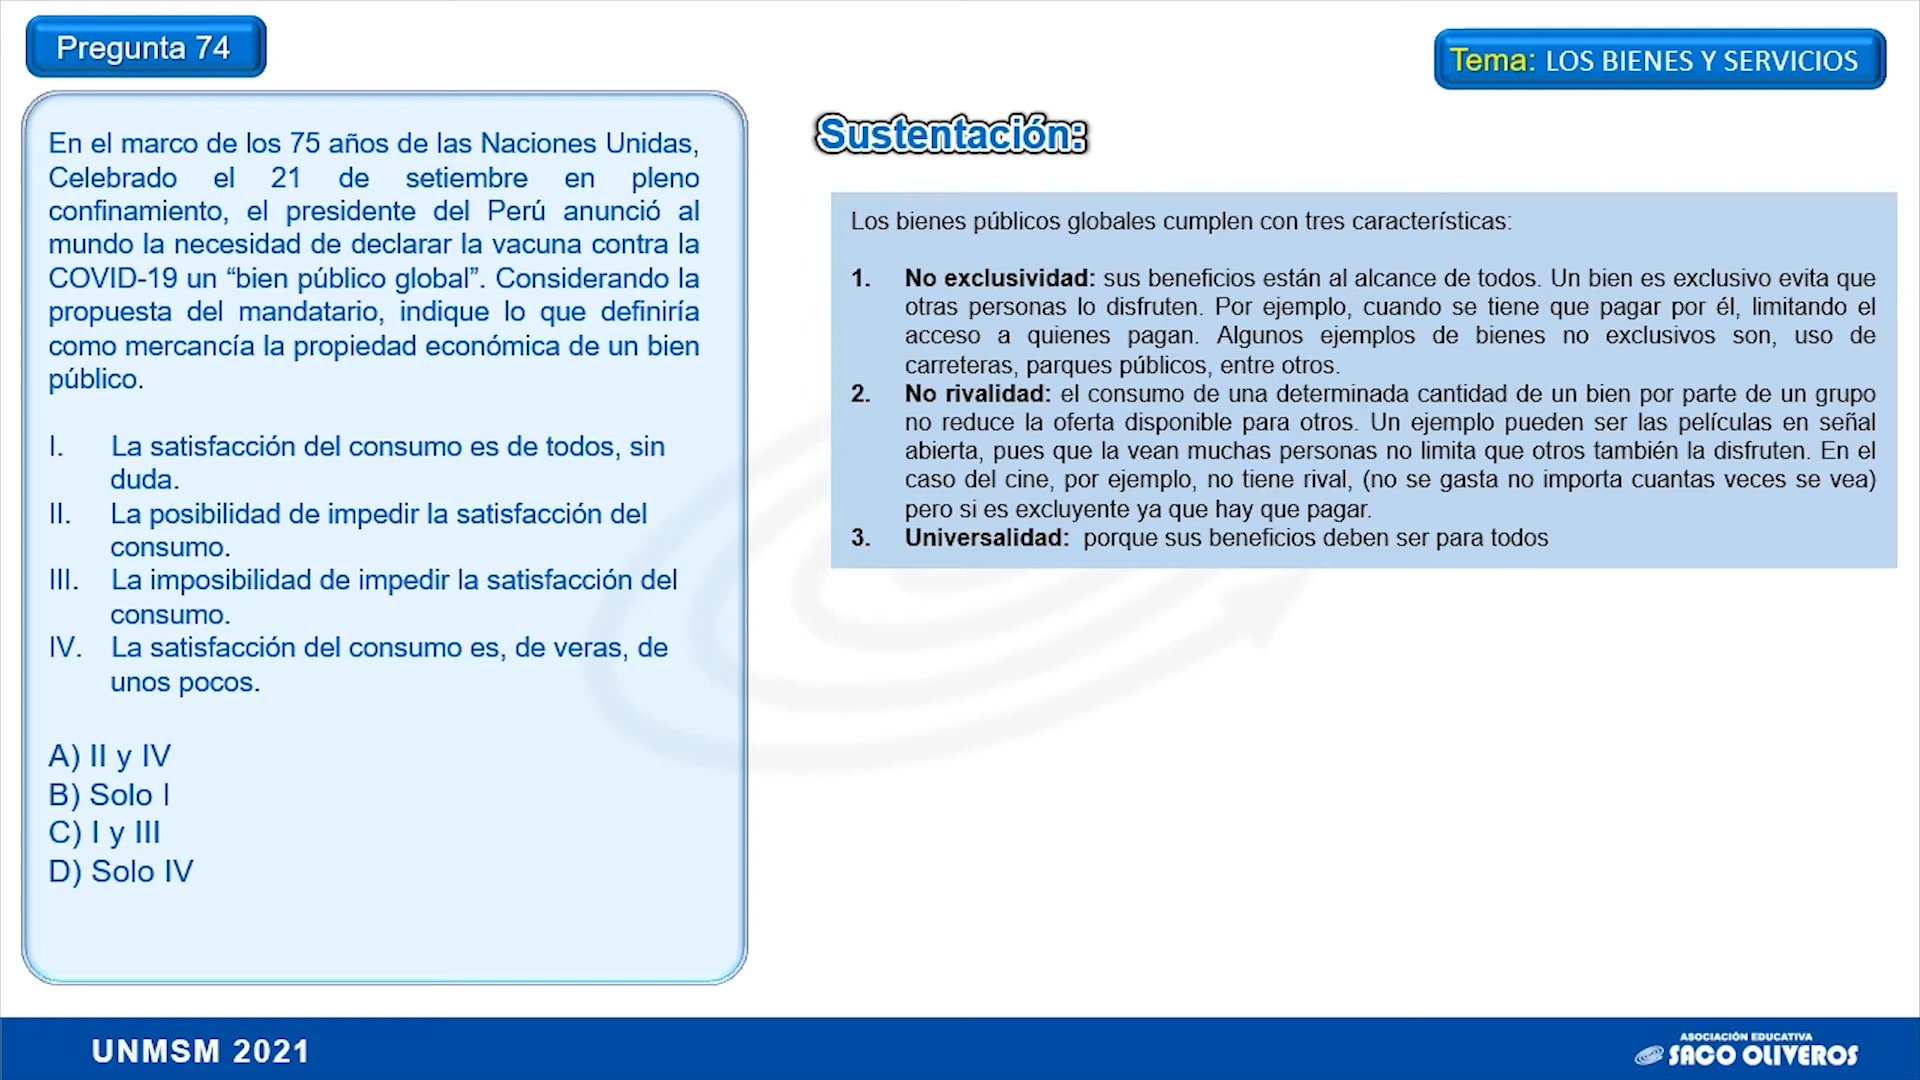 Pregunta 74
Tema: LOS BIENES Y SERVICIOS
En el marco de los 75 años de las Naciones Unidas,
Celebrado el 21 de setiembre en pleno
confinamiento, el presidente del Perú anunció al
mundo la necesidad de declarar la vacuna contra la
COVID-19 un “bien público global”. Considerando la
propuesta del mandatario, indique lo que definiría
como mercancía la propiedad económica de un bien
público.
I. La satisfacción del consumo es de todos, sin
duda.
II. La posibilidad de impedir la satisfacción del
consumo.
III. La imposibilidad de impedir la satisfacción del
consumo.
IV. La satisfacción del consumo es, de veras, de
unos pocos.
A) II y IV
B) Solo I
C) I y III
D) Solo IV
Sustentación:
Los bienes públicos globales cumplen con tres características:
1. No exclusividad: sus beneficios están al alcance de todos. Un bien es exclusivo evita que
otras personas lo disfruten. Por ejemplo, cuando se tiene que pagar por él, limitando el
acceso a quienes pagan. Algunos ejemplos de bienes no exclusivos son, uso de
carreteras, parques públicos, entre otros.
2. No rivalidad: el consumo de una determinada cantidad de un bien por parte de un grupo
no reduce la oferta disponible para otros. Un ejemplo pueden ser las películas en señal
abierta, pues que la vean muchas personas no limita que otros también la disfruten. En el
caso del cine, por ejemplo, no tiene rival, (no se gasta no importa cuantas veces se vea)
pero si es excluyente ya que hay que pagar.
3. Universalidad: porque sus beneficios deben ser para todos
UNMSM 2021
ASOCIACIÓN EDUCATIVA
SACO OLIVEROS